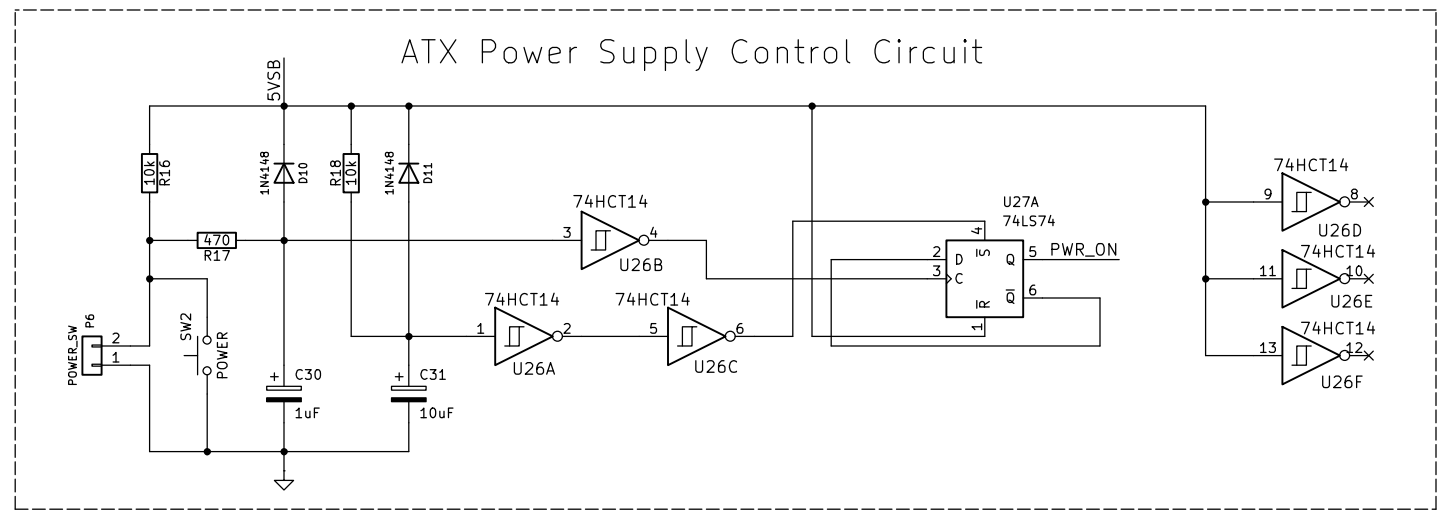 ATX Power Supply Control Circuit
5VSB
10k
R16
1N4148
D10
R18
10k
1N4148
D11
470
R17
74HCT14
3
4
U26B
74HCT14
1
2
U26A
74HCT14
5
6
U26C
U27A
74LS74
4
2
D
S
Q
5
PWR_ON
3
C
R
Q
6
1
74HCT14
9
8
U26D
74HCT14
11
10
U26E
74HCT14
13
12
U26F
POWER_SW
P6
2
1
SW2
POWER
+
C30
1uF
+
C31
10uF